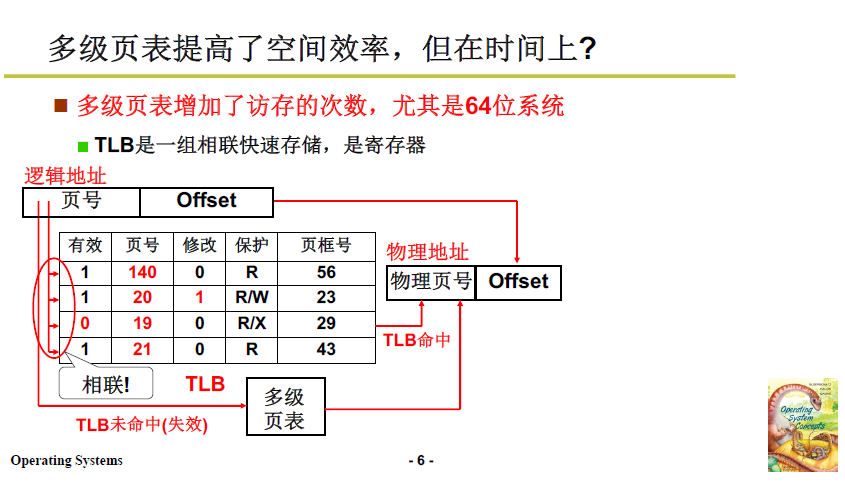 多级页表提高了空间效率，但在时间上?
多级页表增加了访存的次数，尤其是64位系统
TLB是一组相联快速存储，是寄存器
逻辑地址
页号 Offset
有效 页号 修改 保护 页框号
1 140 0 R 56
1 20 1 R/W 23
0 19 0 R/X 29
1 21 0 R 43
物理地址
物理页号 Offset
TLB命中
相联!
TLB
多级
页表
TLB未命中(失效)
Operating
System
Concepts
Operating Systems
- 6 -